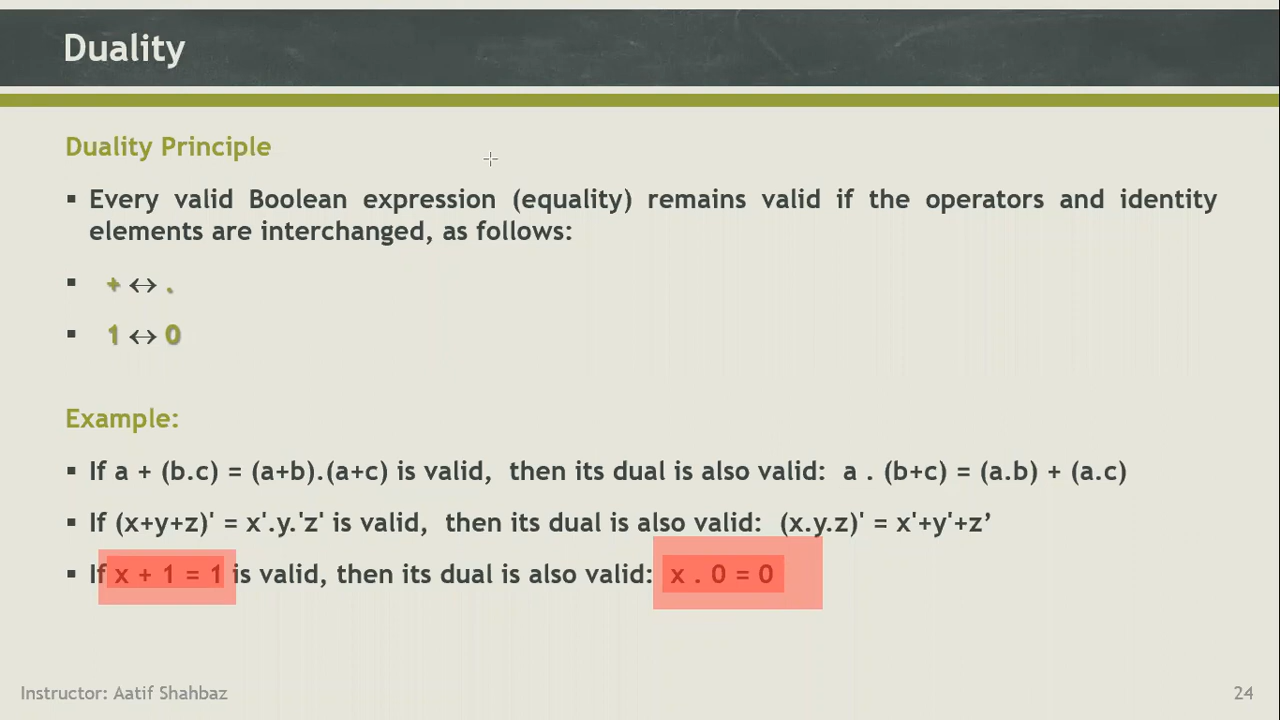 Duality
Duality Principle
▪ Every valid Boolean expression (equality) remains valid if the operators and identity
elements are interchanged, as follows:
▪ + ↔ .
▪ 1 ↔ 0
Example:
▪ If a + (b.c) = (a+b).(a+c) is valid, then its dual is also valid: a . (b+c) = (a.b) + (a.c)
▪ If (x+y+z)' = x'.y.'z' is valid, then its dual is also valid: (x.y.z)' = x'+y'+z’
▪ If x + 1 = 1 is valid, then its dual is also valid: x . 0 = 0
Instructor: Aatif Shahbaz
24